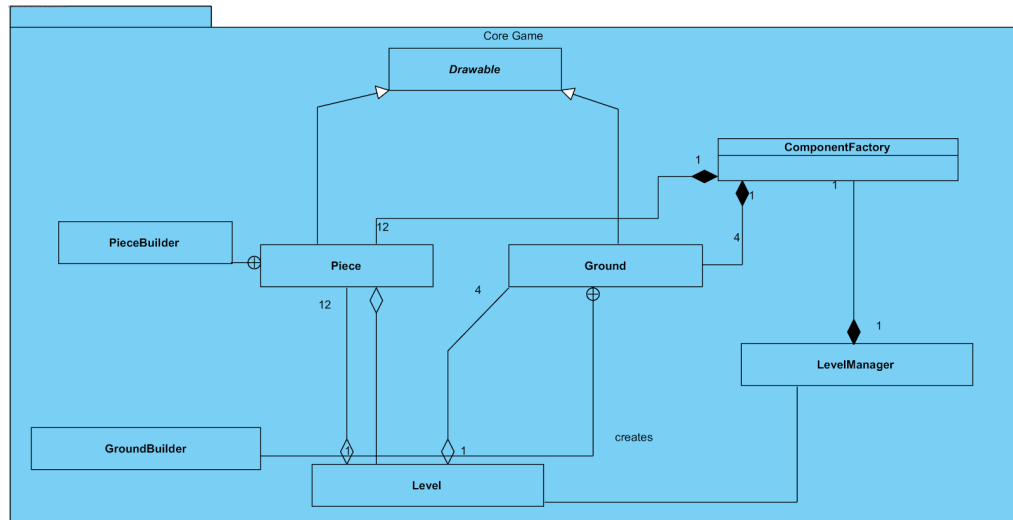 Core Game
Drawable
ComponentFactory
1
1
1
12
4
PieceBuilder
Piece
Ground
12
4
1
LevelManager
GroundBuilder
1
1
creates
Level